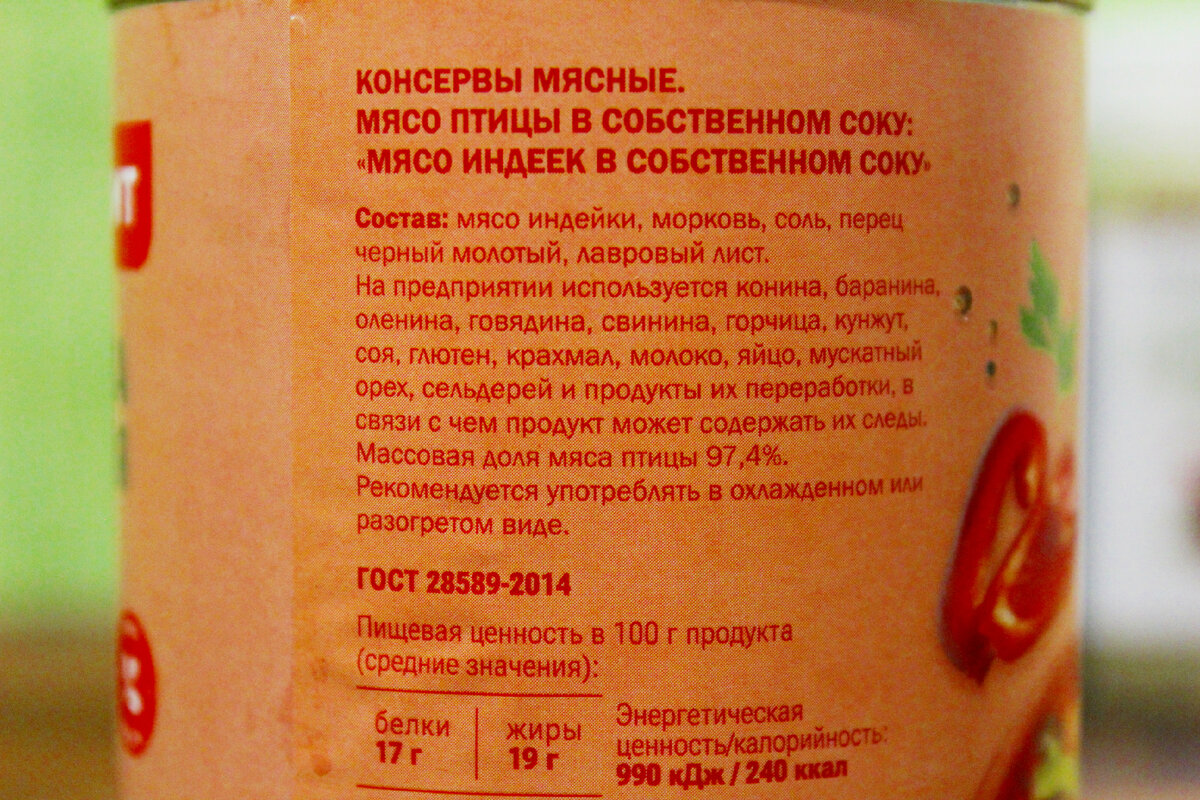 КОНСЕРВЫ МЯСНЫЕ.
МЯСО ПТИЦЫ В СОБСТВЕННОМ СОКУ:
«МЯСО ИНДЕЕК В СОБСТВЕННОМ СОКУ»
Состав: мясо индейки, морковь, соль, перец
черный молотый, лавровый лист.
На предприятии используется конина, баранина,
оленина, говядина, свинина, горчица, кунжут,
соя, глютен, крахмал, молоко, яйцо, мускатный
орех, сельдерей и продукты их переработки, в
связи с чем продукт может содержать их следы.
Массовая доля мяса птицы 97,4%.
Рекомендуется употреблять в охлажденном или
разогретом виде.
ГОСТ 28589-2014
Пищевая ценность в 100 г продукта
(средние значения):
белки
17 г
жиры
19 г
Энергетическая
ценность/калорийность:
990 кДж / 240 ккал